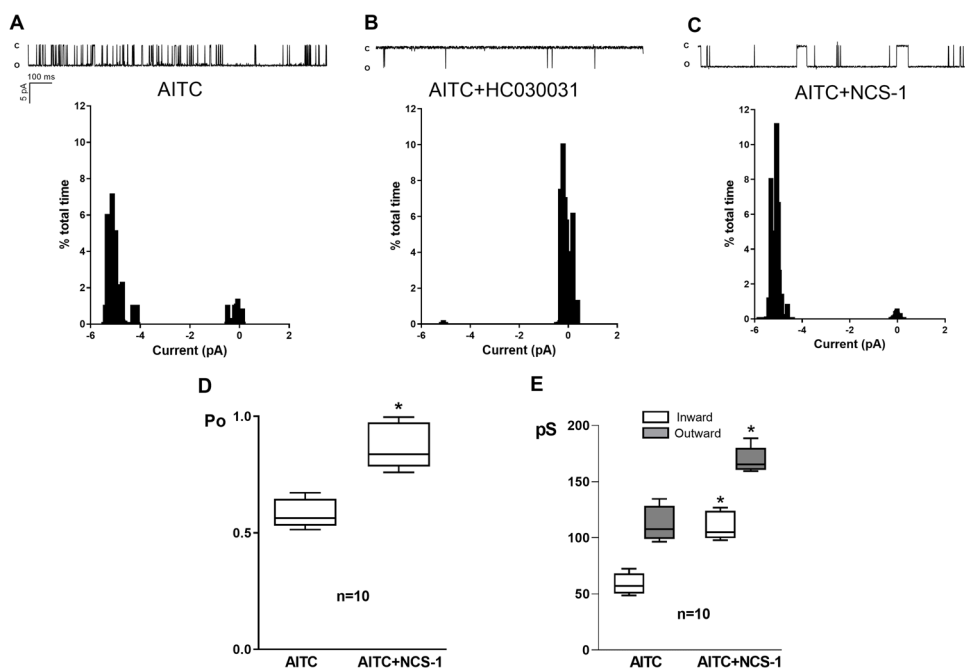 A
B
C
C
O
C
O
C
O
100 ms
5 pA
AITC
AITC+HC030031
AITC+NCS-1
12
10
8
6
4
2
0
% total time
-6
-4
-2
0
2
Current (pA)
12
10
8
6
4
2
0
% total time
-6
-4
-2
0
2
Current (pA)
12
10
8
6
4
2
0
% total time
-6
-4
-2
0
2
Current (pA)
D
Po
1.0
0.5
0.0
*
n=10
AITC
AITC+NCS-1
E
pS
Inward
Outward
200
150
100
50
0
*
*
n=10
AITC
AITC+NCS-1